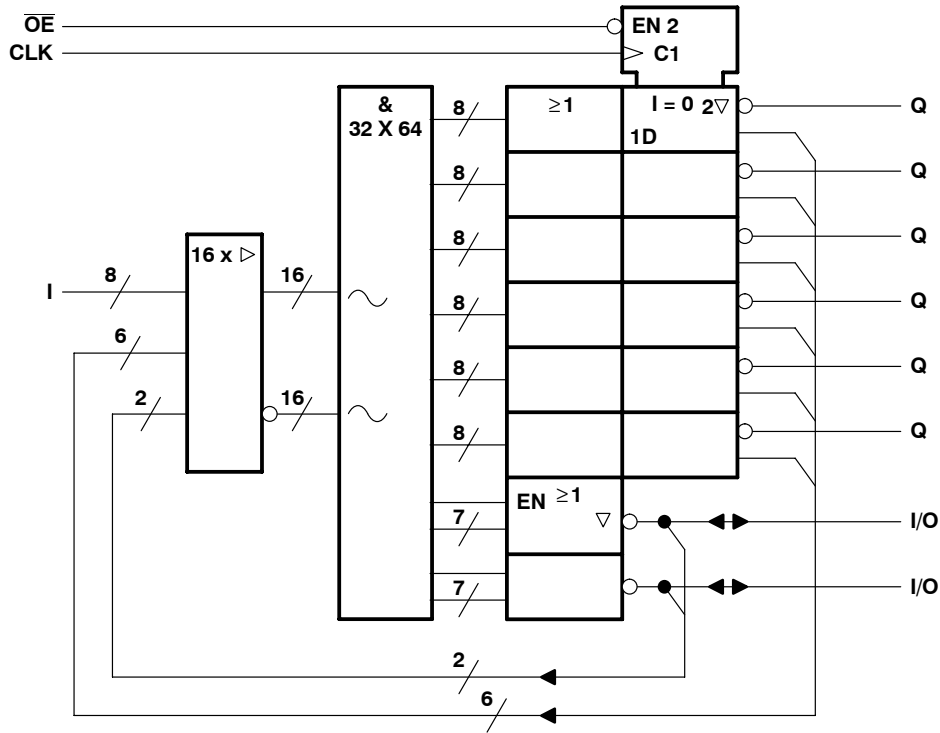 OE
EN 2
CLK
C1
&
32 X 64
8
≥1
I = 0 2▽
Q
1D
8
Q
8
Q
16 x ▷
I
8
16
8
Q
6
8
Q
2
16
8
Q
EN ≥1
▽
7
I/O
7
I/O
2
6